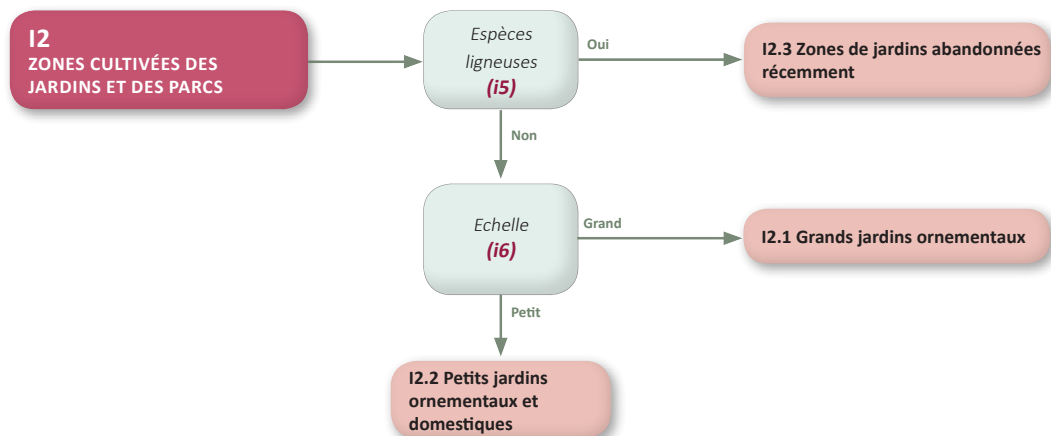 I2
ZONES CULTIVÉES DES
JARDINS ET DES PARCS
Espèces
ligneuses
(i5)
Oui
I2.3 Zones de jardins abandonnées
récemment
Non
Echelle
(i6)
Grand
I2.1 Grands jardins ornementaux
Petit
I2.2 Petits jardins
ornementaux et
domestiques